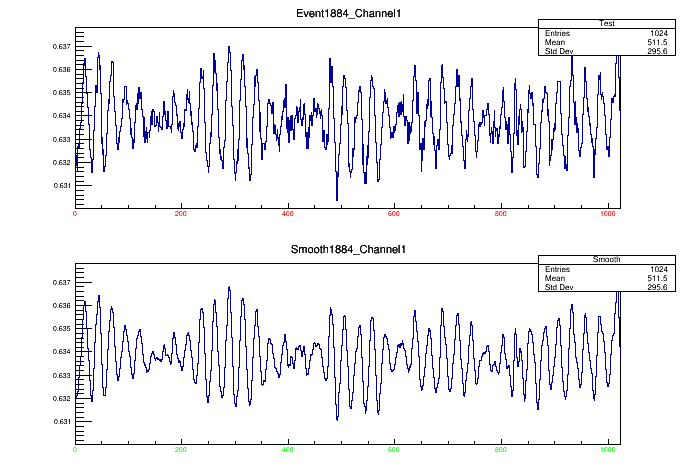 Event1884_Channel1
Test
Entries 1024
Mean 511.5
Std Dev 295.6
0.637
0.636
0.635
0.634
0.633
0.632
0.631
0 200 400 600 800 1000
Smooth1884_Channel1
Smooth
Entries 1024
Mean 511.5
Std Dev 295.6
0.637
0.636
0.635
0.634
0.633
0.632
0.631
0 200 400 600 800 1000